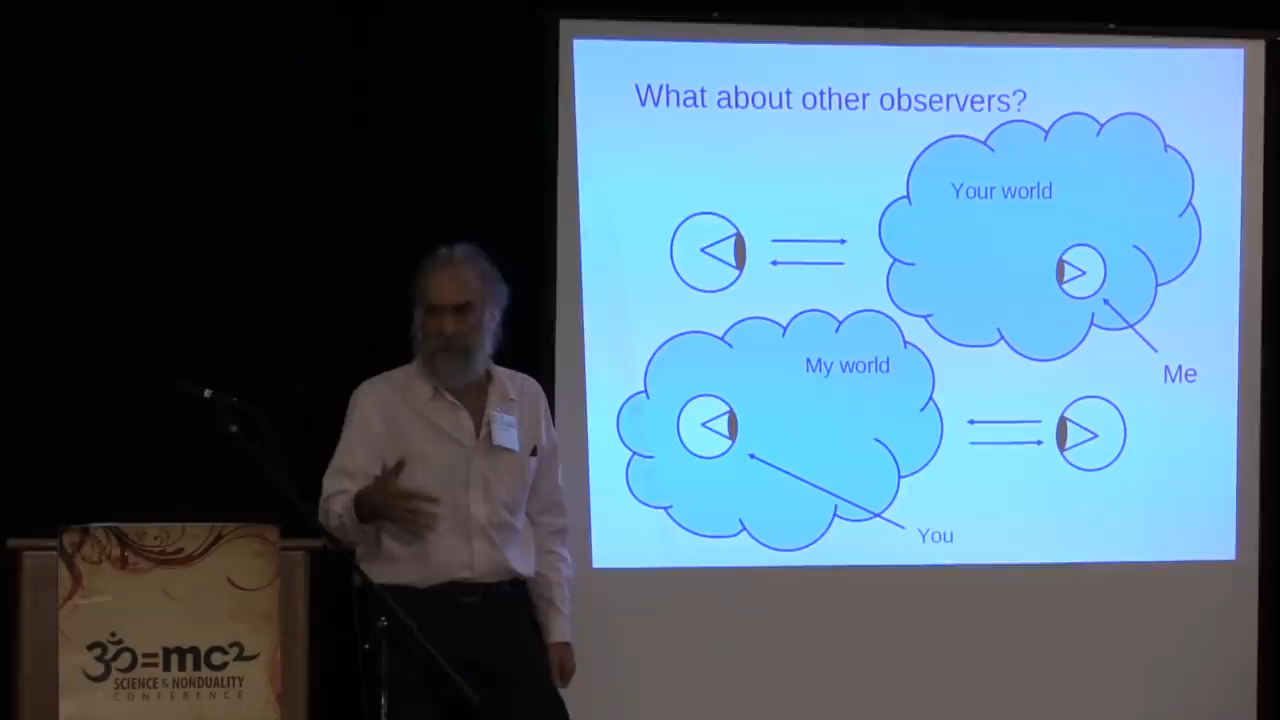 What about other observers?
Your world
Me
My world
You
ॐ=mc2
SCIENCE & NONDUALITY
CONFERENCE